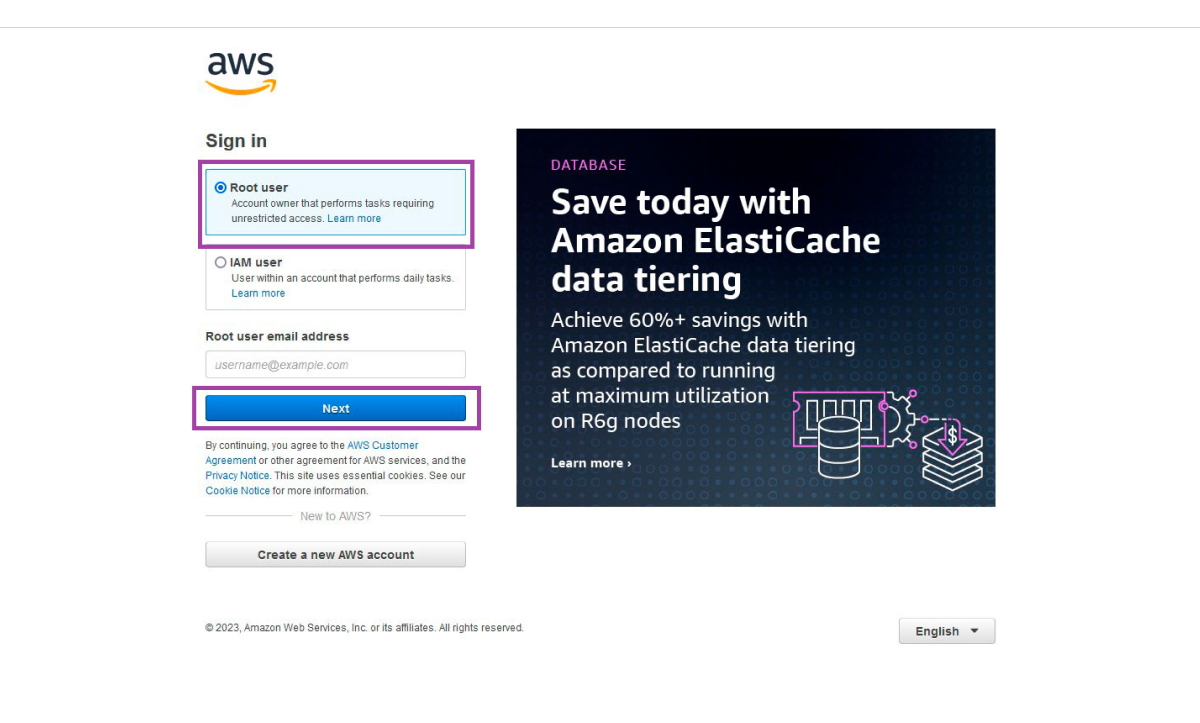 aws
Sign in
Root user
Account owner that performs tasks requiring
unrestricted access. Learn more
IAM user
User within an account that performs daily tasks.
Learn more
Root user email address
username@example.com
Next
By continuing, you agree to the AWS Customer
Agreement or other agreement for AWS services, and the
Privacy Notice. This site uses essential cookies. See our
Cookie Notice for more information.
New to AWS?
Create a new AWS account
DATABASE
Save today with
Amazon ElastiCache
data tiering
Achieve 60%+ savings with
Amazon ElastiCache data tiering
as compared to running
at maximum utilization
on R6g nodes
Learn more ›
$
© 2023, Amazon Web Services, Inc. or its affiliates. All rights reserved.
English